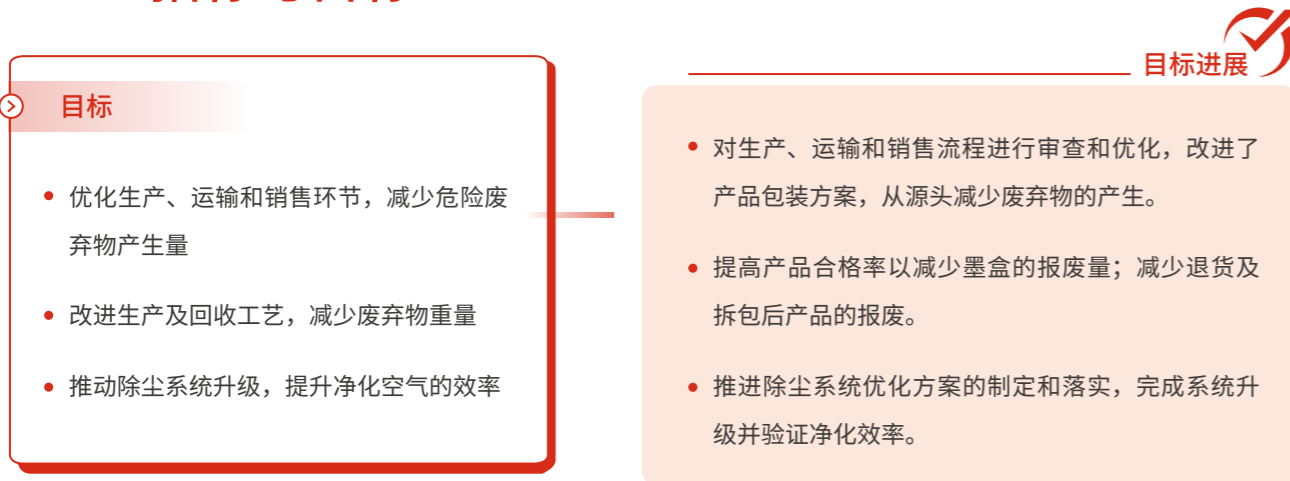 目标
优化生产、运输和销售环节，减少危险废
弃物产生量
改进生产及回收工艺，减少废弃物重量
推动除尘系统升级，提升净化空气的效率
目标进展
对生产、运输和销售流程进行审查和优化，改进了
产品包装方案，从源头减少废弃物的产生。
提高产品合格率以减少墨盒的报废量；减少退货及
拆包后产品的报废。
推进除尘系统优化方案的制定和落实，完成系统升
级并验证净化效率。